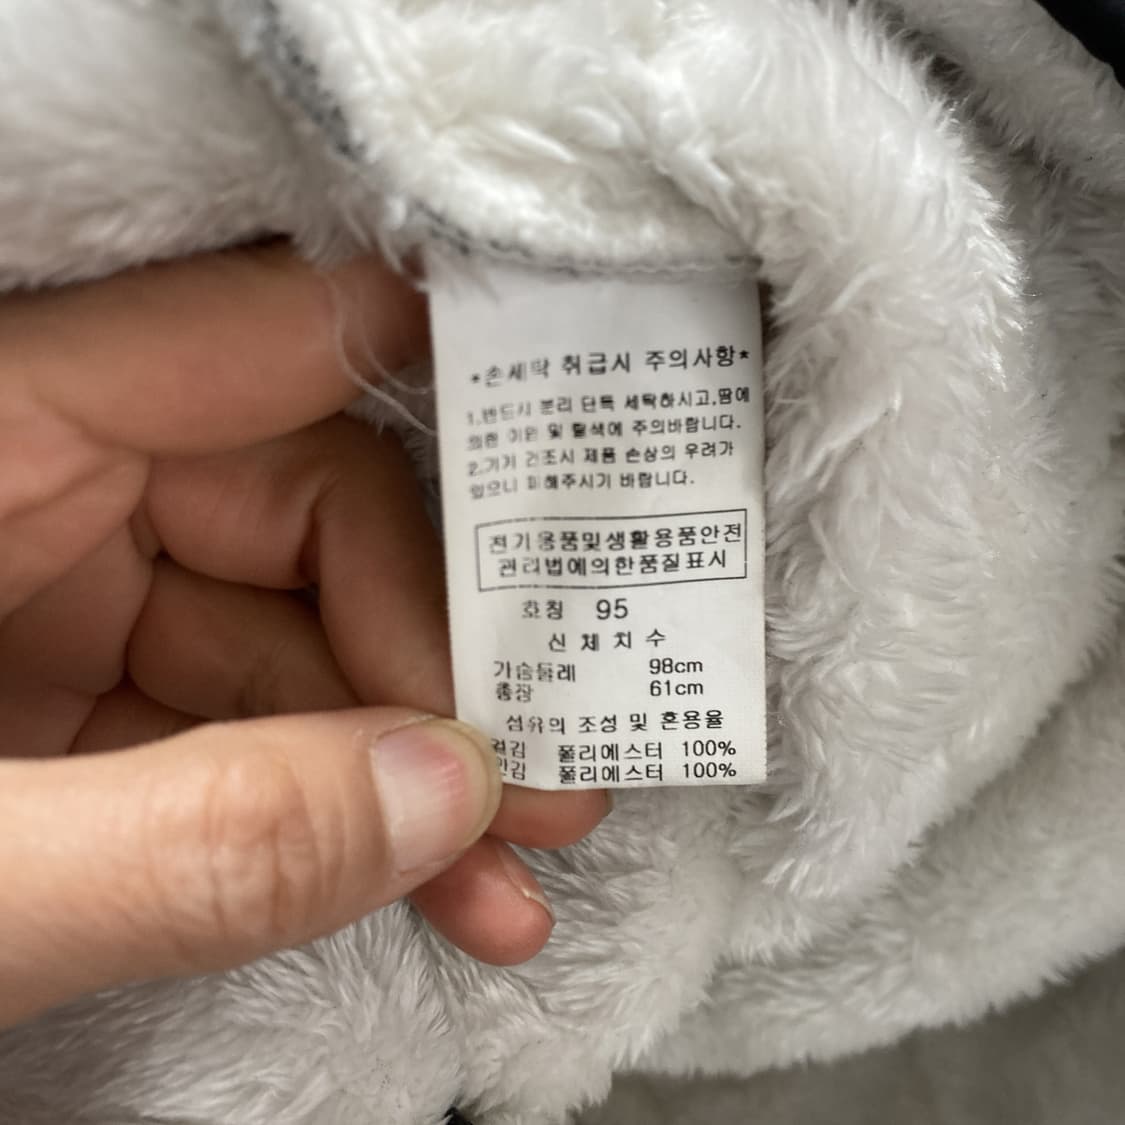 *손세탁 취급시 주의사항*
1.반드시 분리 단독 세탁하시고,땀에
의한 이염 및 탈색에 주의바랍니다.
2.기계 건조시 제품 손상의 우려가
있으니 피해주시기 바랍니다.
전기용품및생활용품안전
관리법에의한품질표시
호칭 95
신 체 치 수
가슴둘레 98cm
총장 61cm
섬유의 조성 및 혼용율
겉감 폴리에스터 100%
안감 폴리에스터 100%